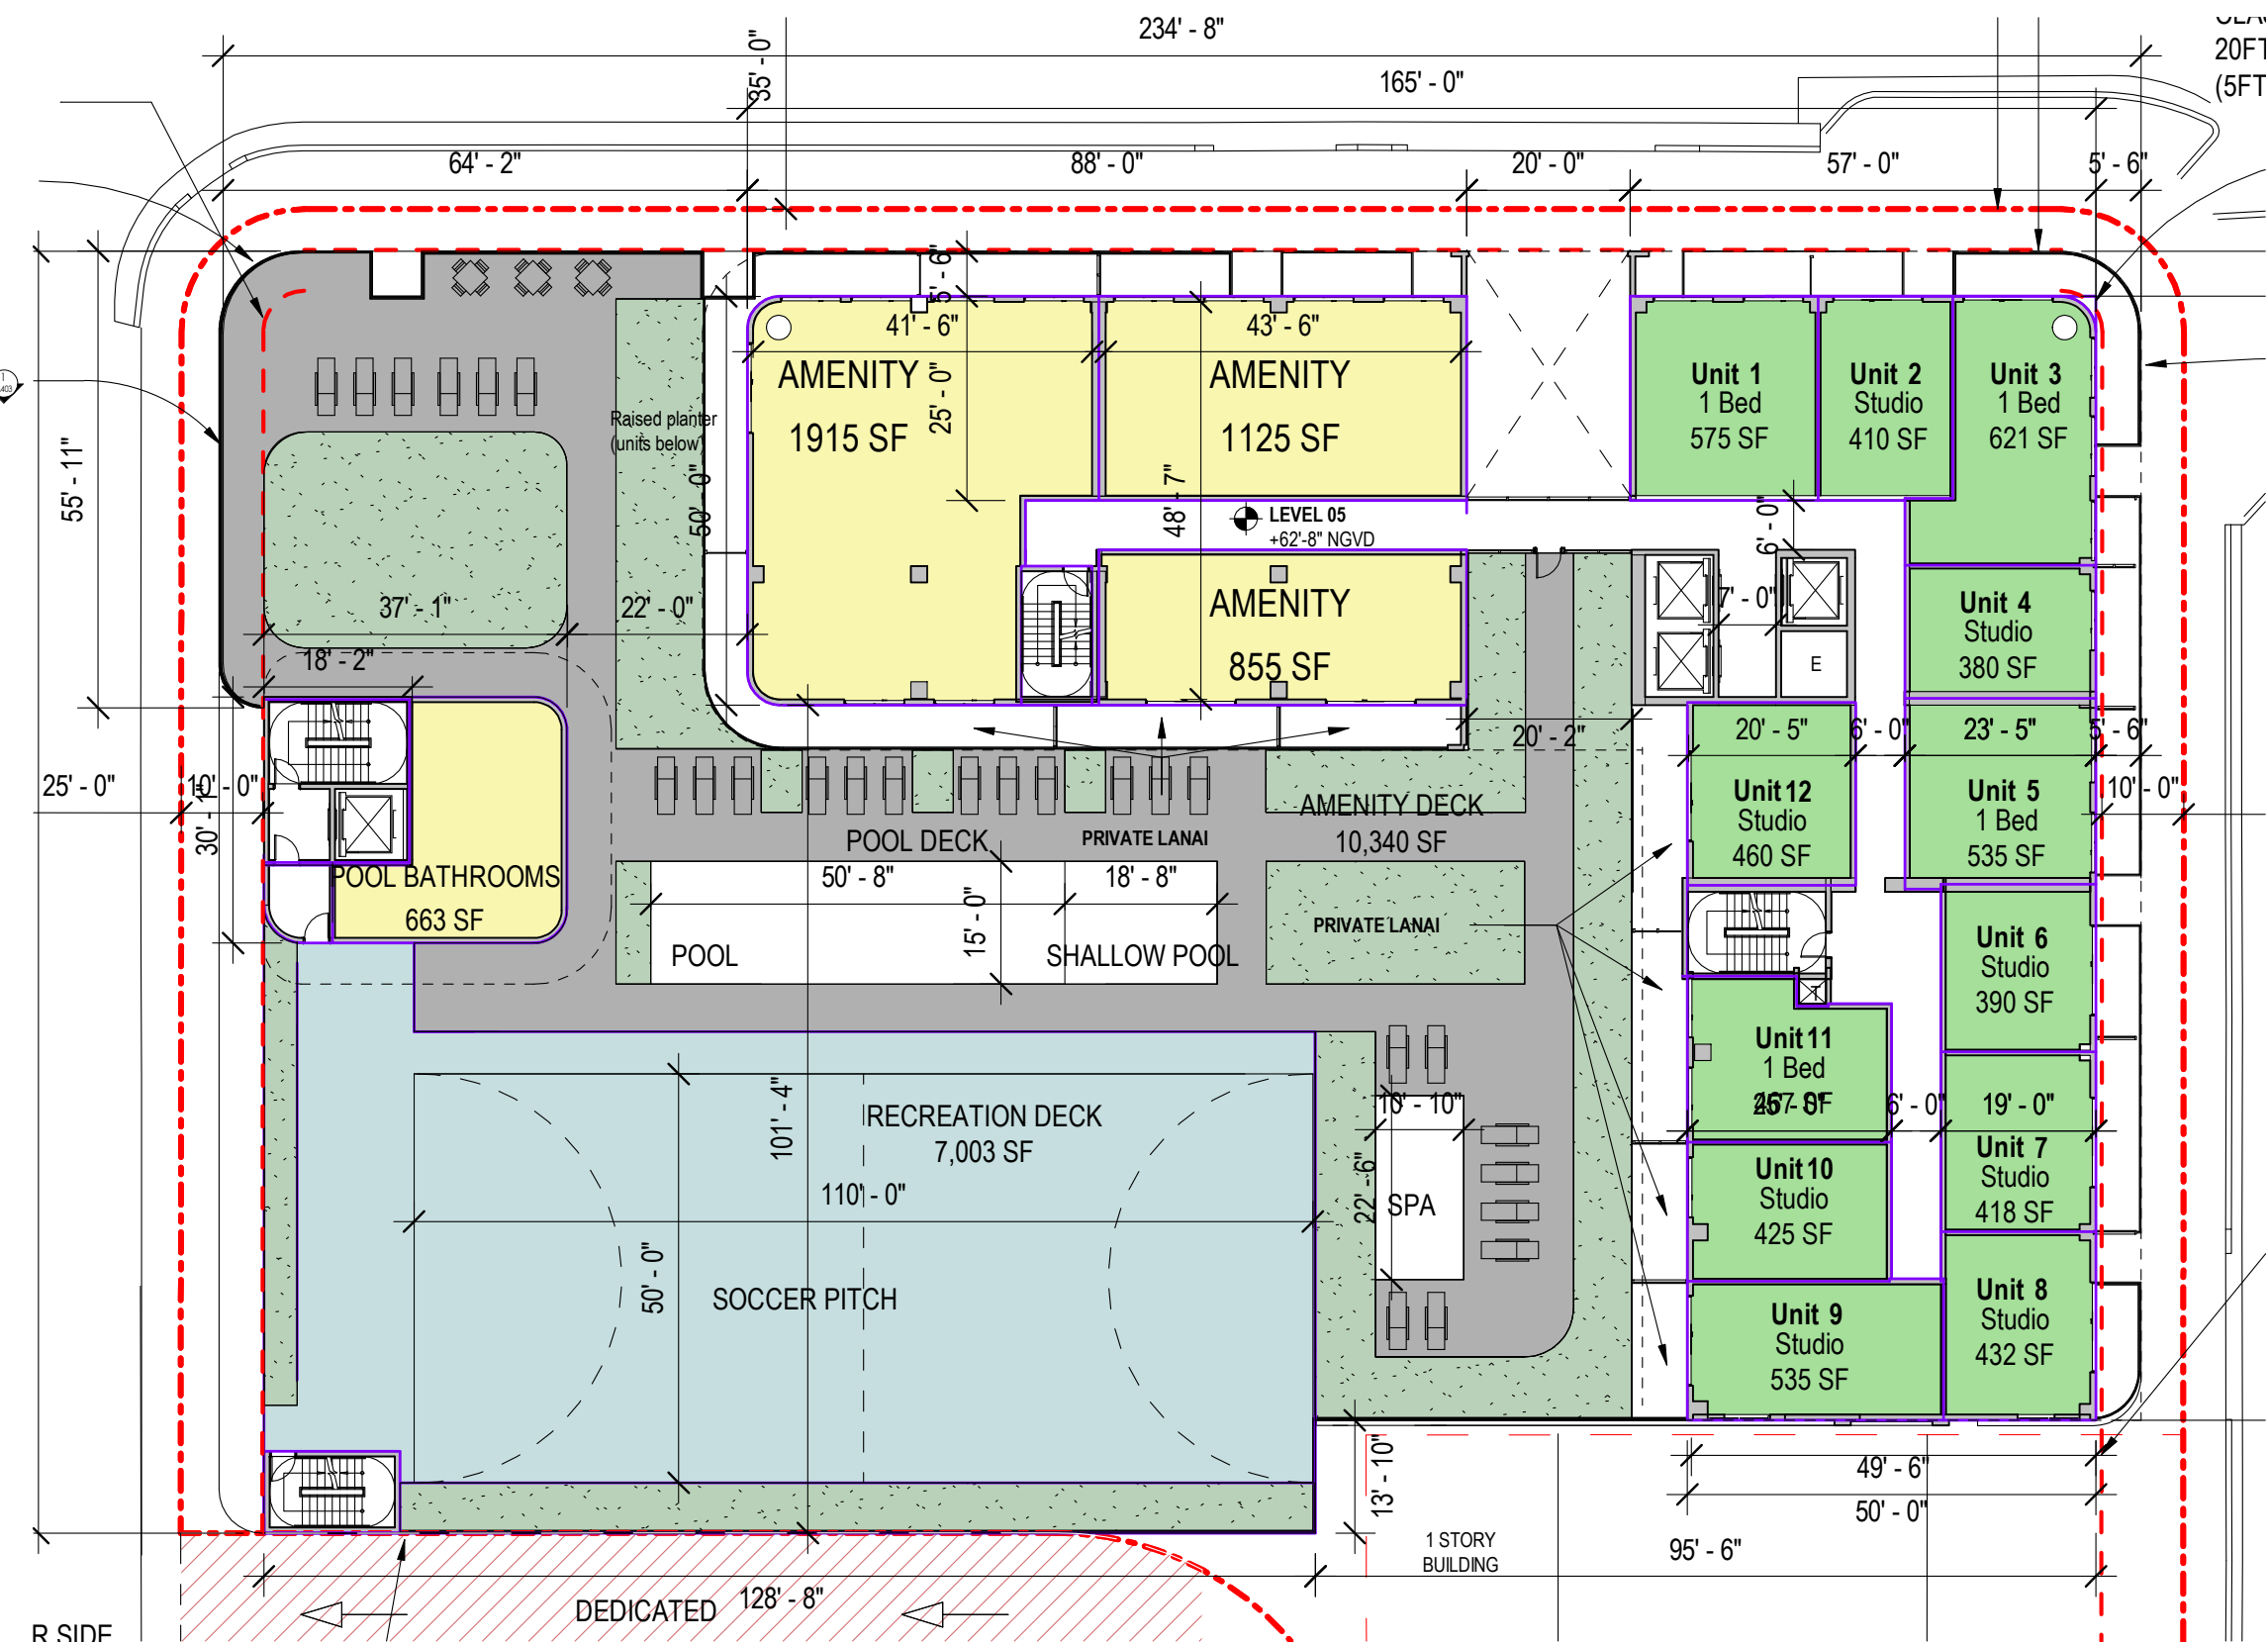 234' - 8"
20FT
(5FT
165' - 0"
35' - 0"
64' - 2"
88' - 0"
20' - 0"
57' - 0"
5' - 6"
5' - 6"
41' - 6"
43' - 6"
AMENITY
1915 SF
25' - 0"
AMENITY
1125 SF
Unit 1
1 Bed
575 SF
Unit 2
Studio
410 SF
Unit 3
1 Bed
621 SF
1
403
Raised planter
(units below)
55' - 11"
50' - 0"
48' - 7"
LEVEL 05
+62'-8" NGVD
6' - 0"
37' - 1"
22' - 0"
18' - 2"
AMENITY
855 SF
7' - 0"
E
Unit 4
Studio
380 SF
20' - 2"
20' - 5"
6' - 0"
23' - 5"
5' - 6"
25' - 0"
10' - 0"
10' - 0"
POOL DECK
PRIVATE LANAI
AMENITY DECK
10,340 SF
Unit 12
Studio
460 SF
Unit 5
1 Bed
535 SF
POOL BATHROOMS
663 SF
50' - 8"
18' - 8"
15' - 0"
POOL
SHALLOW POOL
PRIVATE LANAI
Unit 6
Studio
390 SF
T
Unit 11
1 Bed
6' - 0"
19' - 0"
10' - 10"
101' - 4"
RECREATION DECK
7,003 SF
110' - 0"
22' - 6"
SPA
Unit 7
Studio
418 SF
Unit 10
Studio
425 SF
50' - 0"
SOCCER PITCH
Unit 8
Studio
432 SF
Unit 9
Studio
535 SF
13' - 10"
49' - 6"
50' - 0"
1 STORY
BUILDING
95' - 6"
128' - 8"
DEDICATED
R SIDE